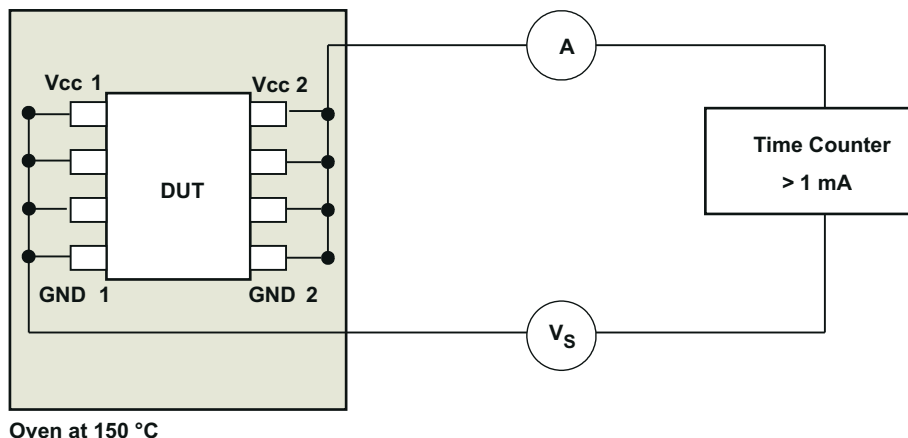 Vcc 1
Vcc 2
DUT
GND 1
GND 2
A
Time Counter
> 1 mA
VS
Oven at 150 °C